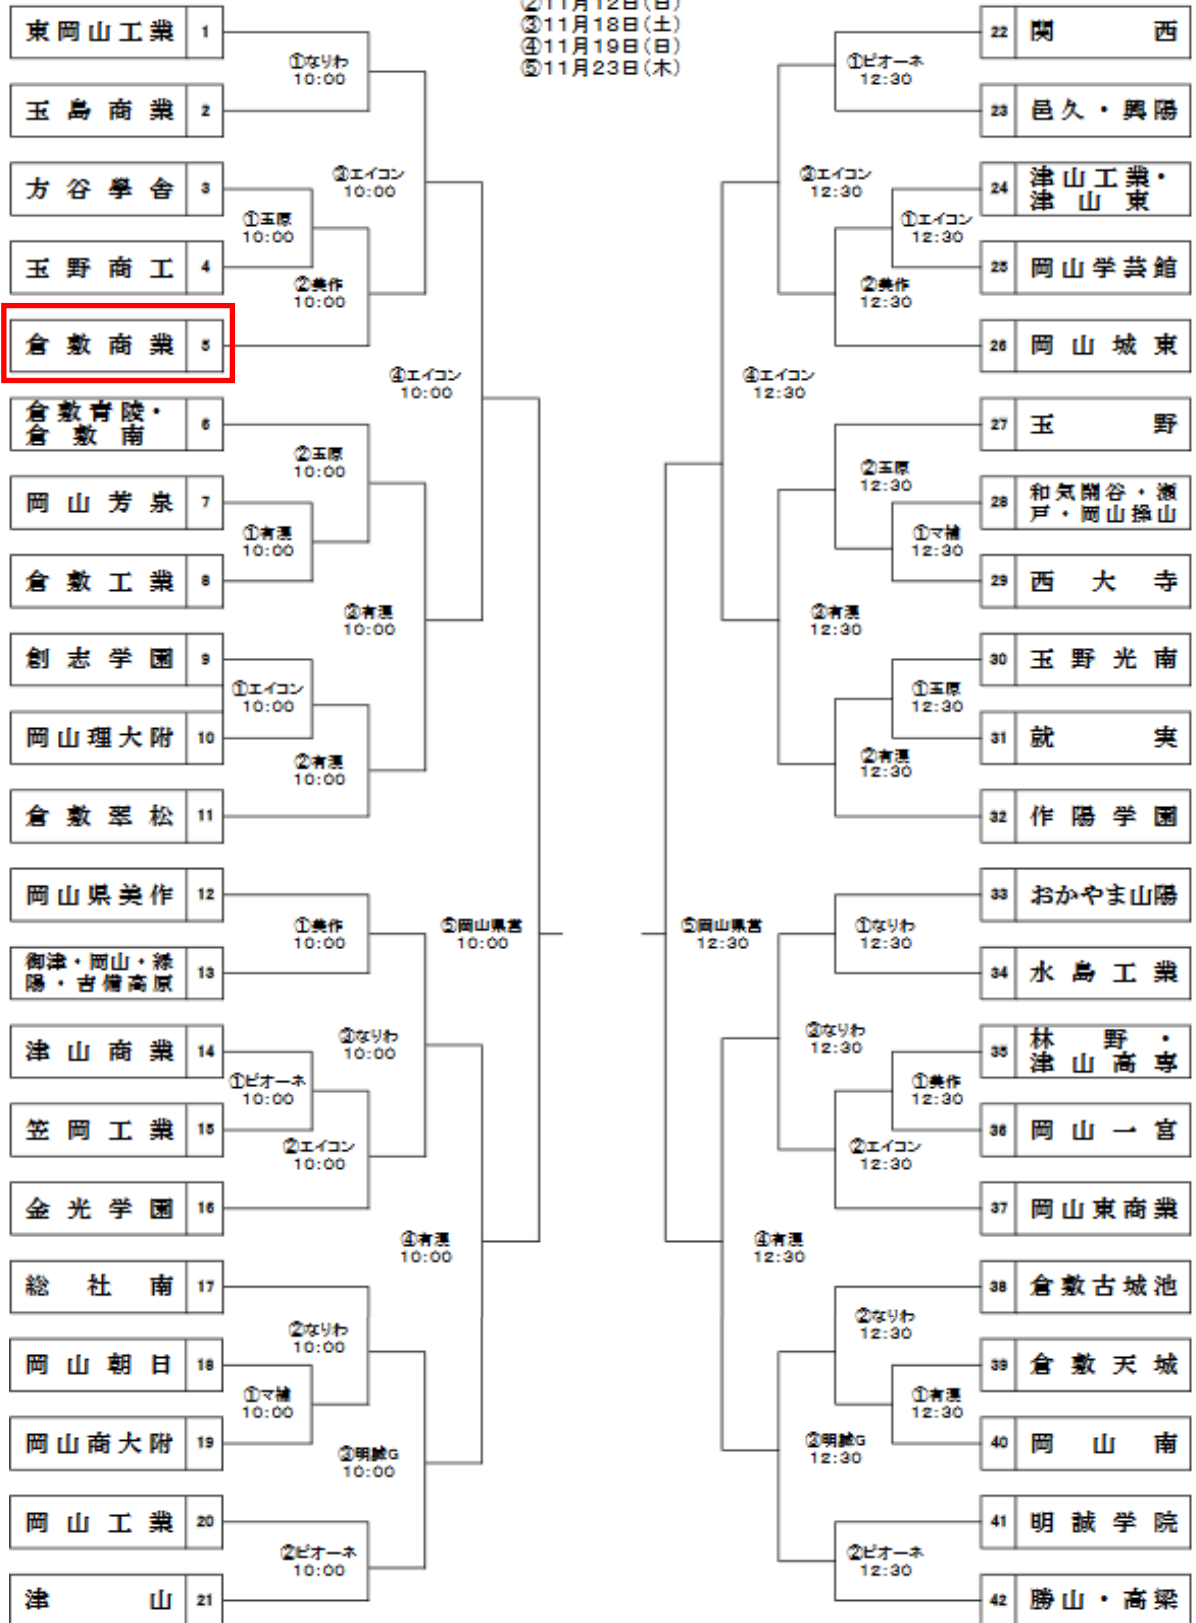 ②11月12日(日)
③11月18日(土)
④11月19日(日)
⑤11月23日(木)
東岡山工業 1
玉島商業 2
①なりわ
10:00
方谷學舎 3
玉野商工 4
①玉原
10:00
倉敷商業 5
②美作
10:00
③エイコン
10:00
倉敷青陵・
倉敷南 6
岡山芳泉 7
倉敷工業 8
①有漢
10:00
②玉原
10:00
創志学園 9
岡山理大附 10
①エイコン
10:00
倉敷翠松 11
②有漢
10:00
③有漢
10:00
④エイコン
10:00
岡山県美作 12
御津・岡山・緑
陽・吉備高原 13
①美作
10:00
津山商業 14
笠岡工業 15
①ピオーネ
10:00
金光学園 16
②エイコン
10:00
③なりわ
10:00
総社南 17
岡山朝日 18
岡山商大附 19
①マ補
10:00
②なりわ
10:00
岡山工業 20
津山 21
②ピオーネ
10:00
③明誠G
10:00
④有漢
10:00
⑤岡山県営
10:00
22 関西
23 邑久・興陽
①ピオーネ
12:30
24 津山工業・
津山東
25 岡山学芸館
①エイコン
12:30
26 岡山城東
②美作
12:30
③エイコン
12:30
27 玉野
28 和気閑谷・瀬
戸・岡山操山
29 西大寺
①マ補
12:30
②玉原
12:30
30 玉野光南
31 就実
①玉原
12:30
32 作陽学園
②有漢
12:30
③有漢
12:30
④エイコン
12:30
33 おかやま山陽
34 水島工業
①なりわ
12:30
35 林野・
津山高専
36 岡山一宮
①美作
12:30
37 岡山東商業
②エイコン
12:30
③なりわ
12:30
38 倉敷古城池
39 倉敷天城
40 岡山南
①有漢
12:30
②なりわ
12:30
41 明誠学院
42 勝山・高梁
②ピオーネ
12:30
③明誠G
12:30
④有漢
12:30
⑤岡山県営
12:30